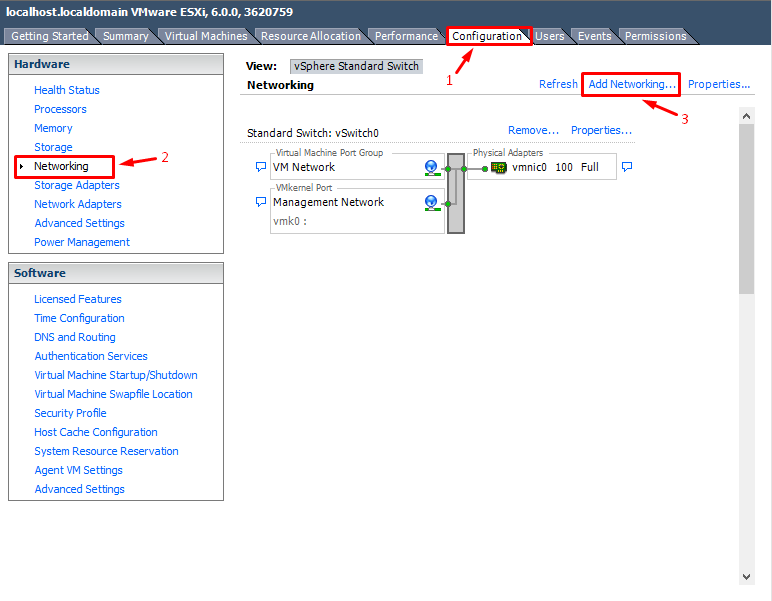 localhost.localdomain VMware ESXi, 6.0.0, 3620759
Getting Started Summary Virtual Machines Resource Allocation Performance Configuration Users Events Permissions
Hardware
Health Status
Processors
Memory
Storage
Networking
Storage Adapters
Network Adapters
Advanced Settings
Power Management
Software
Licensed Features
Time Configuration
DNS and Routing
Authentication Services
Virtual Machine Startup/Shutdown
Virtual Machine Swapfile Location
Security Profile
Host Cache Configuration
System Resource Reservation
Agent VM Settings
Advanced Settings
View: vSphere Standard Switch
Networking
Refresh Add Networking... Properties...
1
2
3
Standard Switch: vSwitch0 Remove... Properties...
Virtual Machine Port Group
VM Network
Physical Adapters
vmnic0 100 Full
VMkernel Port
Management Network
vmk0 :